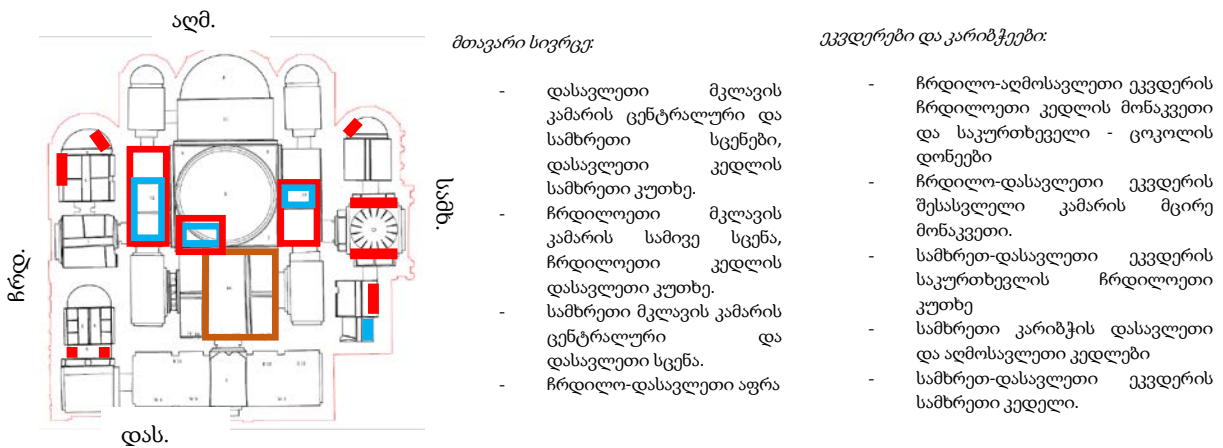 აღმ.
ჩრდ.
სამხ.
დას.
მთავარი სივრცე:
- დასავლეთი მკლავის
კამარის ცენტრალური და
სამხრეთი სცენები,
დასავლეთი კედლის
სამხრეთი კუთხე.
- ჩრდილოეთი მკლავის
კამარის სამივე სცენა,
ჩრდილოეთი კედლის
დასავლეთი კუთხე.
- სამხრეთი მკლავის კამარის
ცენტრალური და
დასავლეთი სცენა.
- ჩრდილო-დასავლეთი აფრა
ეკვდერები და კარიბჭეები:
- ჩრდილო-აღმოსავლეთი ეკვდერის
ჩრდილოეთი კედლის მონაკვეთი
და საკურთხეველი - ცოკოლის
დონეები
- ჩრდილო-დასავლეთი ეკვდერის
შესასვლელი კამარის მცირე
მონაკვეთი.
- სამხრეთ-დასავლეთი ეკვდერის
საკურთხევლის ჩრდილოეთი
კუთხე
- სამხრეთი კარიბჭის დასავლეთი
და აღმოსავლეთი კედლები
- სამხრეთ-დასავლეთი ეკვდერის
სამხრეთი კედელი.